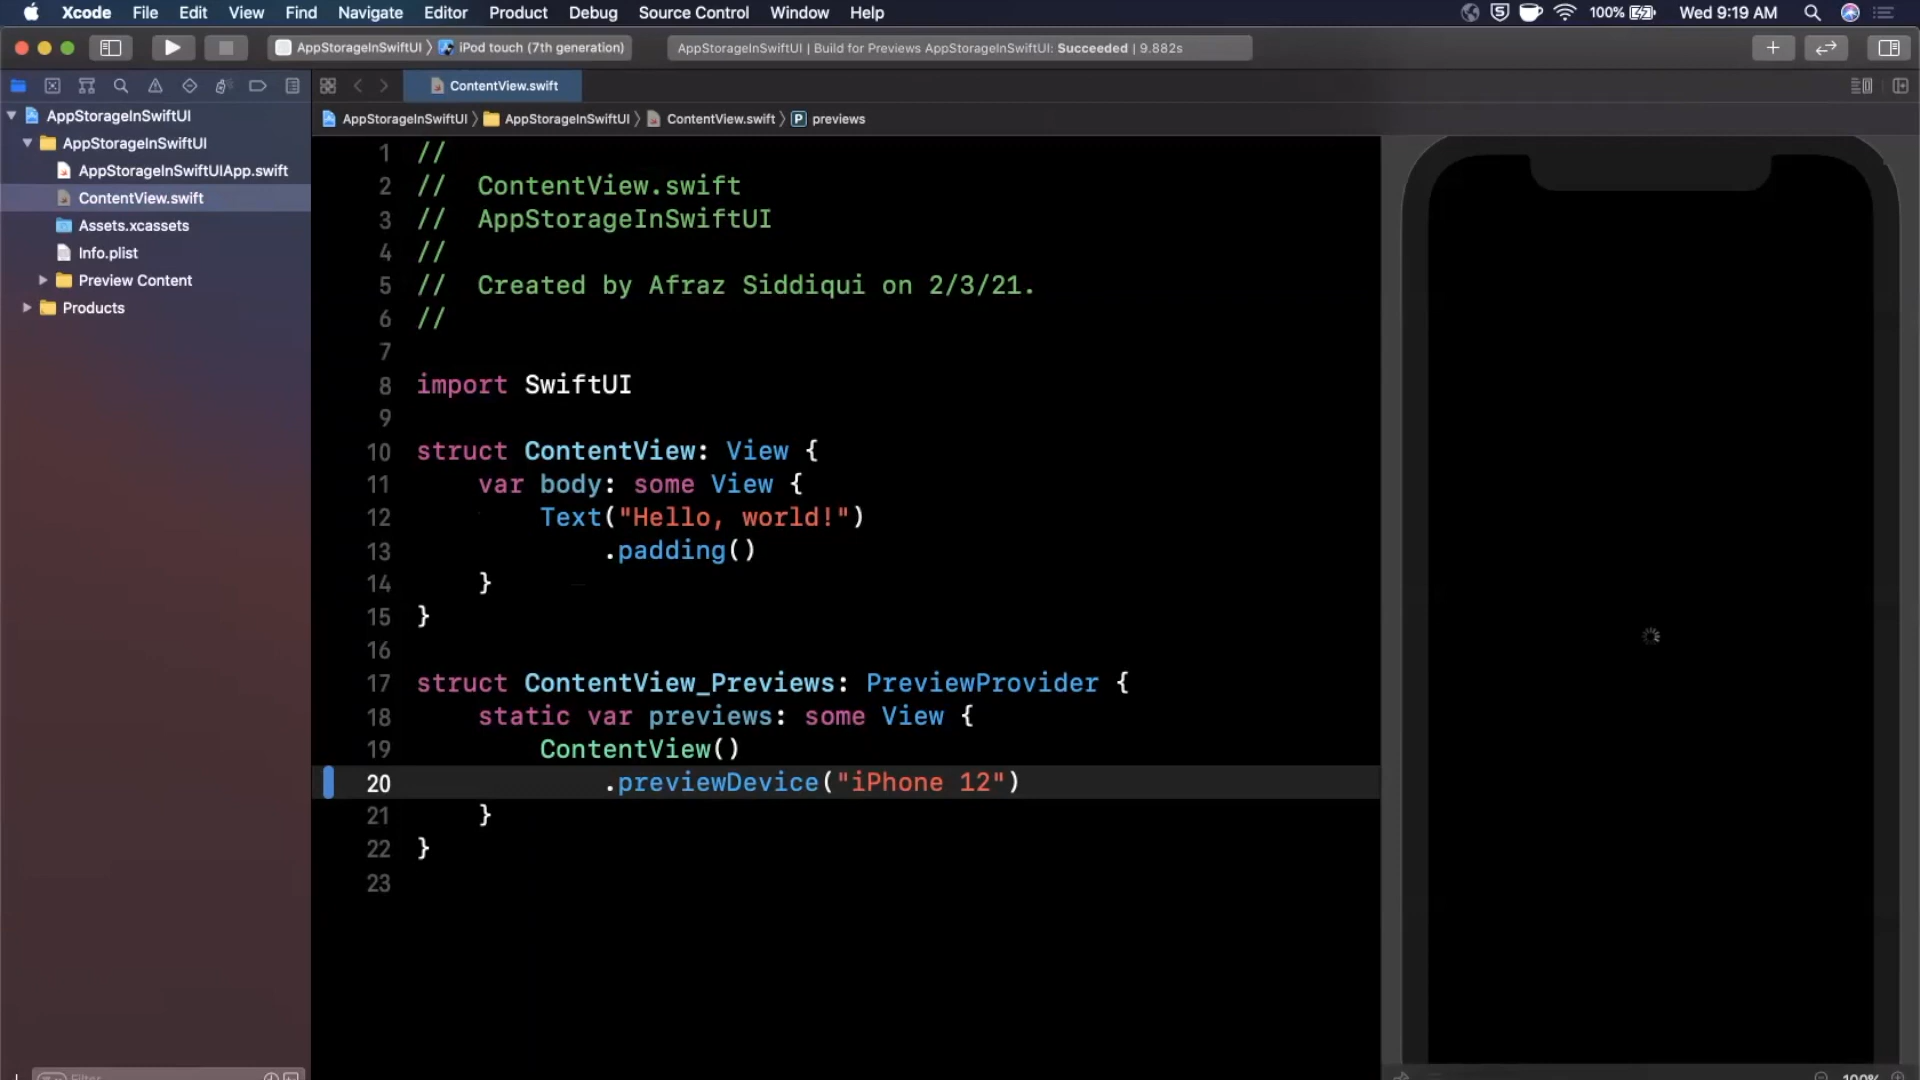 Xcode File Edit View Find Navigate Editor Product Debug Source Control Window Help 100% Wed 9:19 AM
AppStorageInSwiftUI iPod touch (7th generation) AppStorageInSwiftUI | Build for Previews AppStorageInSwiftUI: Succeeded | 9.882s
ContentView.swift
AppStorageInSwiftUI AppStorageInSwiftUI ContentView.swift P previews
AppStorageInSwiftUI
AppStorageInSwiftUI
AppStorageInSwiftUIApp.swift
ContentView.swift
Assets.xcassets
Info.plist
Preview Content
Products
1 //
2 // ContentView.swift
3 // AppStorageInSwiftUI
4 //
5 // Created by Afraz Siddiqui on 2/3/21.
6 //
7
8 import SwiftUI
9
10 struct ContentView: View {
11 var body: some View {
12 Text("Hello, world!")
13 .padding()
14 }
15 }
16
17 struct ContentView_Previews: PreviewProvider {
18 static var previews: some View {
19 ContentView()
20 .previewDevice("iPhone 12")
21 }
22 }
23
Filter
100%